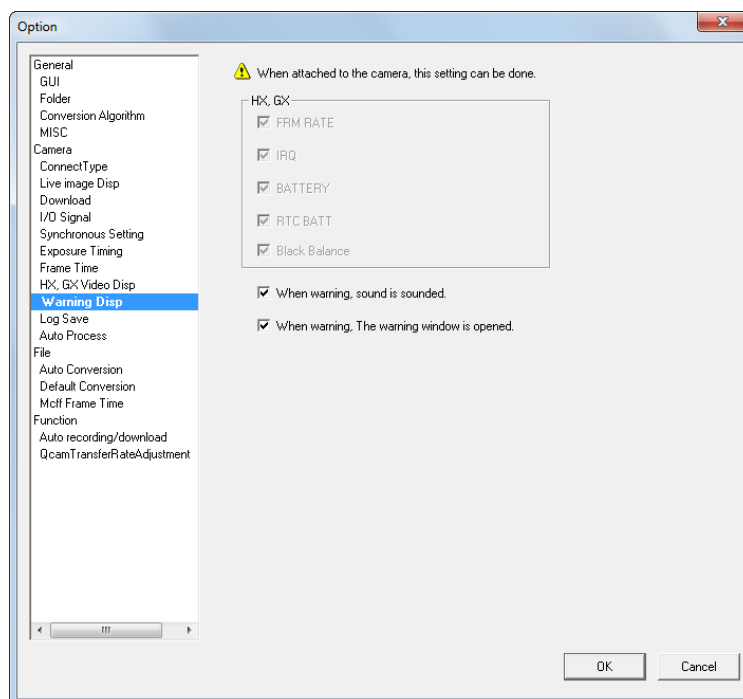 Option
General
GUI
Folder
Conversion Algorithm
MISC
Camera
ConnectType
Live image Disp
Download
I/O Signal
Synchronous Setting
Exposure Timing
Frame Time
HX, GX Video Disp
Warning Disp
Log Save
Auto Process
File
Auto Conversion
Default Conversion
Mcff Frame Time
Function
Auto recording/download
QcamTransferRateAdjustment
When attached to the camera, this setting can be done.
HX, GX
FRM RATE
IRQ
BATTERY
RTC BATT
Black Balance
When warning, sound is sounded.
When warning, The warning window is opened.
OK
Cancel